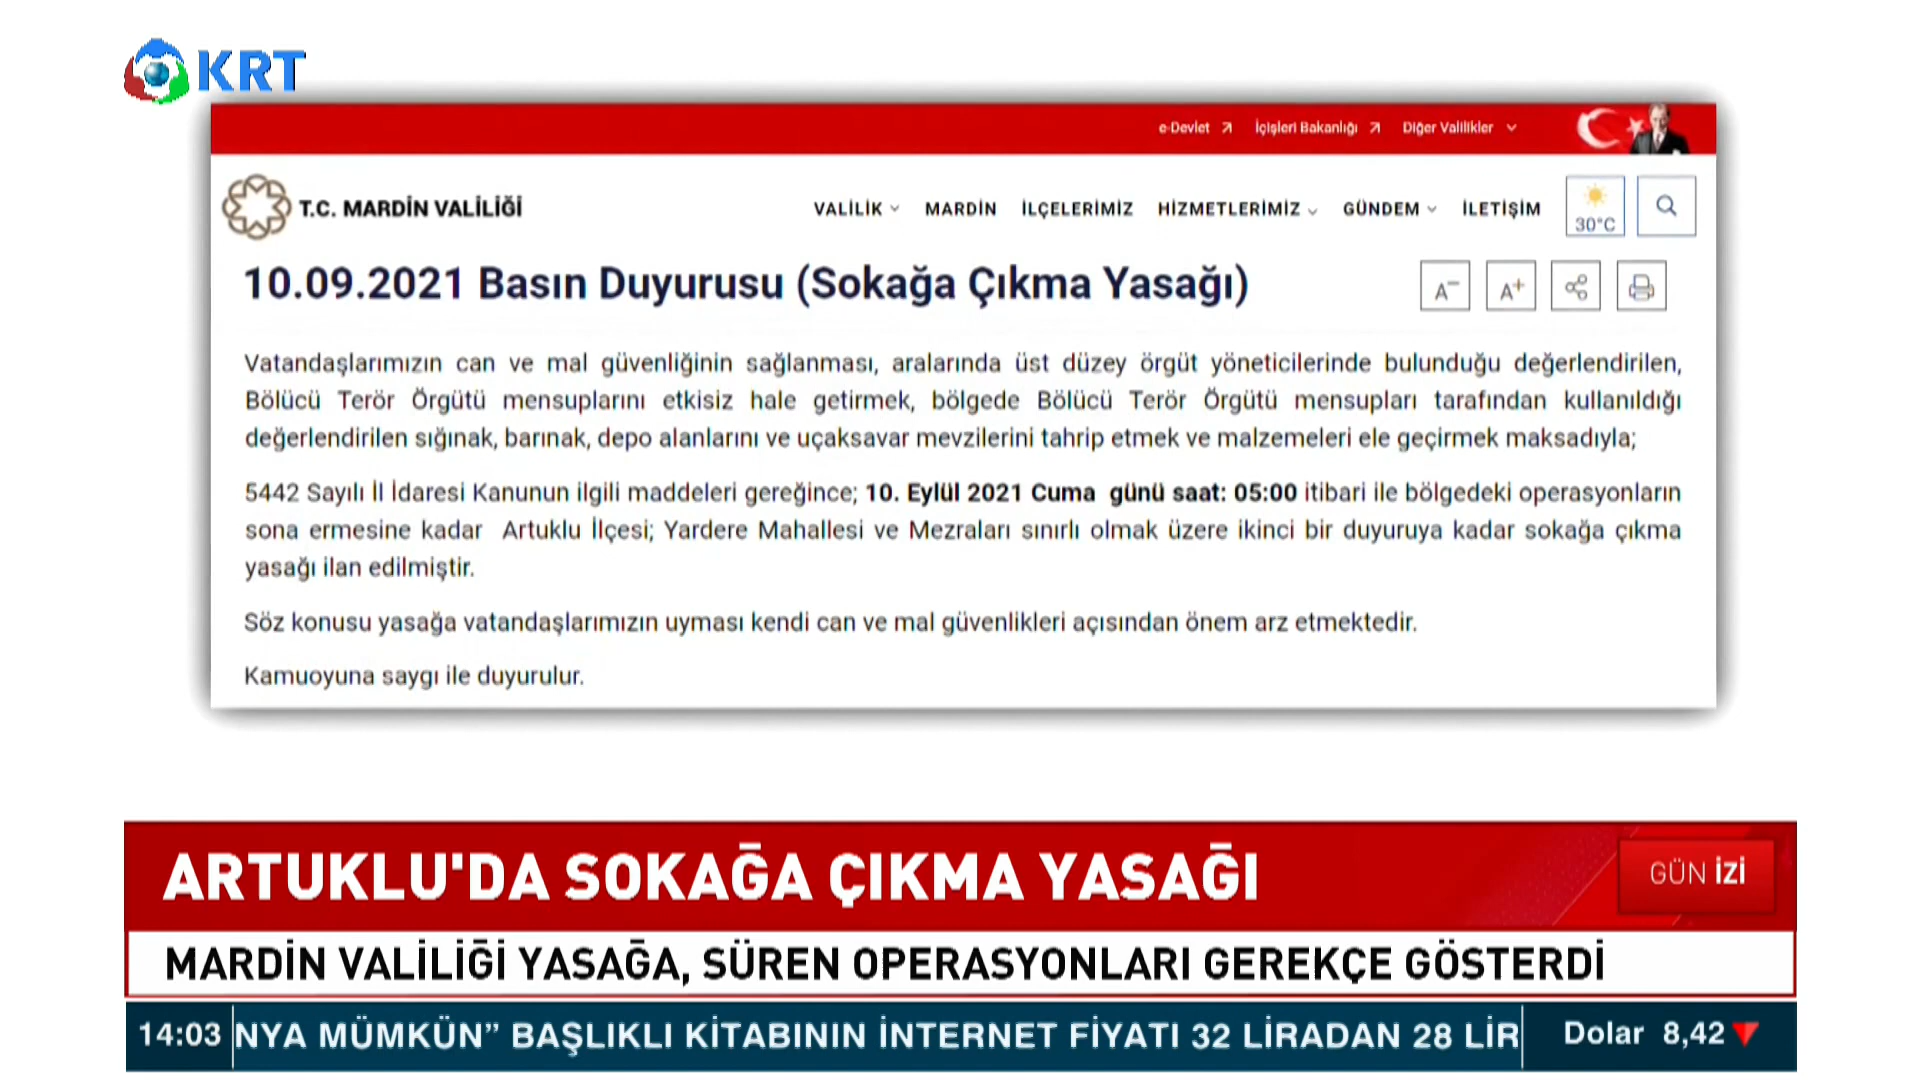 KRT
e-Devlet İçişleri Bakanlığı Diğer Valilikler
T.C. MARDİN VALİLİĞİ
VALİLİK MARDİN İLÇELERİMİZ HİZMETLERİMİZ GÜNDEM İLETİŞİM
30°C
10.09.2021 Basın Duyurusu (Sokağa Çıkma Yasağı)
A- A+
Vatandaşlarımızın can ve mal güvenliğinin sağlanması, aralarında üst düzey örgüt yöneticilerinde bulunduğu değerlendirilen,
Bölücü Terör Örgütü mensuplarını etkisiz hale getirmek, bölgede Bölücü Terör Örgütü mensupları tarafından kullanıldığı
değerlendirilen sığınak, barınak, depo alanlarını ve uçaksavar mevzilerini tahrip etmek ve malzemeleri ele geçirmek maksadıyla;
5442 Sayılı İl İdaresi Kanunun ilgili maddeleri gereğince; 10. Eylül 2021 Cuma günü saat: 05:00 itibari ile bölgedeki operasyonların
sona ermesine kadar Artuklu İlçesi; Yardere Mahallesi ve Mezraları sınırlı olmak üzere ikinci bir duyuruya kadar sokağa çıkma
yasağı ilan edilmiştir.
Söz konusu yasağa vatandaşlarımızın uyması kendi can ve mal güvenlikleri açısından önem arz etmektedir.
Kamuoyuna saygı ile duyurulur.
ARTUKLU'DA SOKAĞA ÇIKMA YASAĞI
GÜN İZİ
MARDİN VALİLİĞİ YASAĞA, SÜREN OPERASYONLARI GEREKÇE GÖSTERDİ
14:03 NYA MÜMKÜN” BAŞLIKLI KİTABININ İNTERNET FİYATI 32 LİRADAN 28 LİR Dolar 8,42